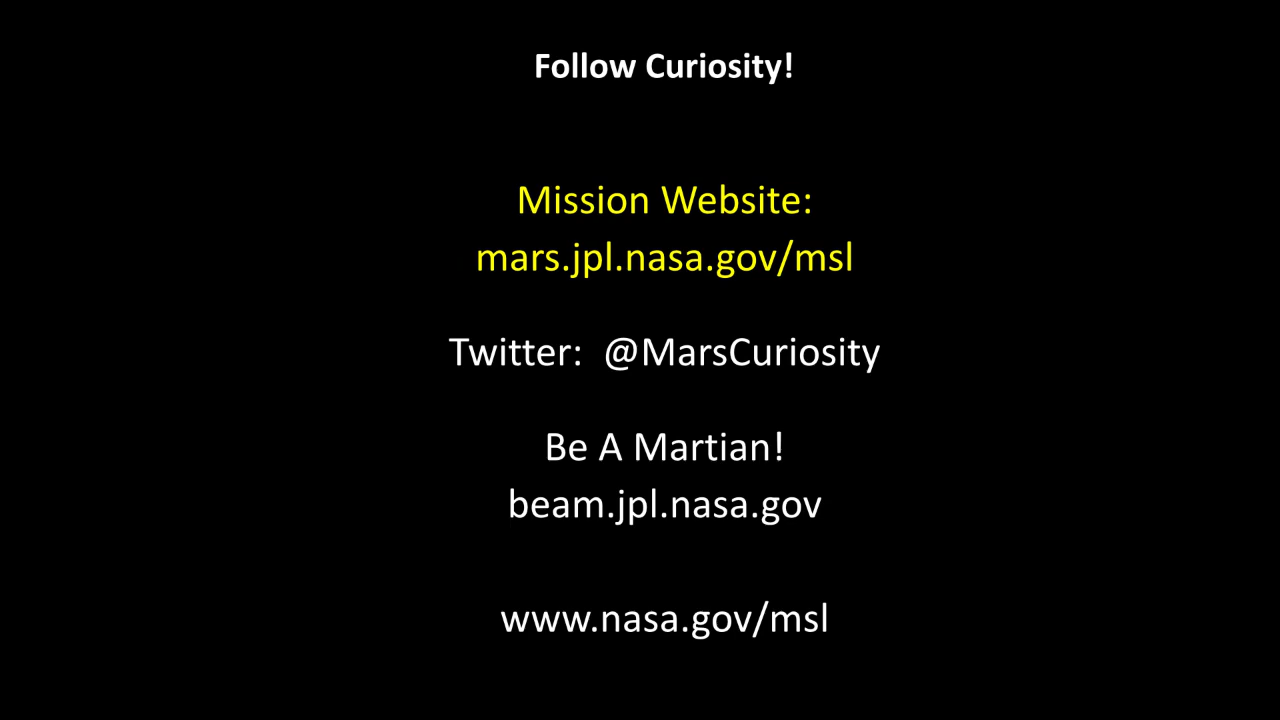 Follow Curiosity!
Mission Website:
mars.jpl.nasa.gov/msl
Twitter:  @MarsCuriosity
Be A Martian!
beam.jpl.nasa.gov
www.nasa.gov/msl